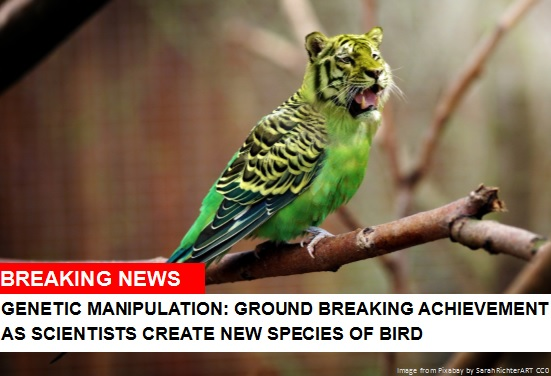 BREAKING NEWS
GENETIC MANIPULATION: GROUND BREAKING ACHIEVEMENT
AS SCIENTISTS CREATE NEW SPECIES OF BIRD
Image from Pixabay by SarahRichterART CC0